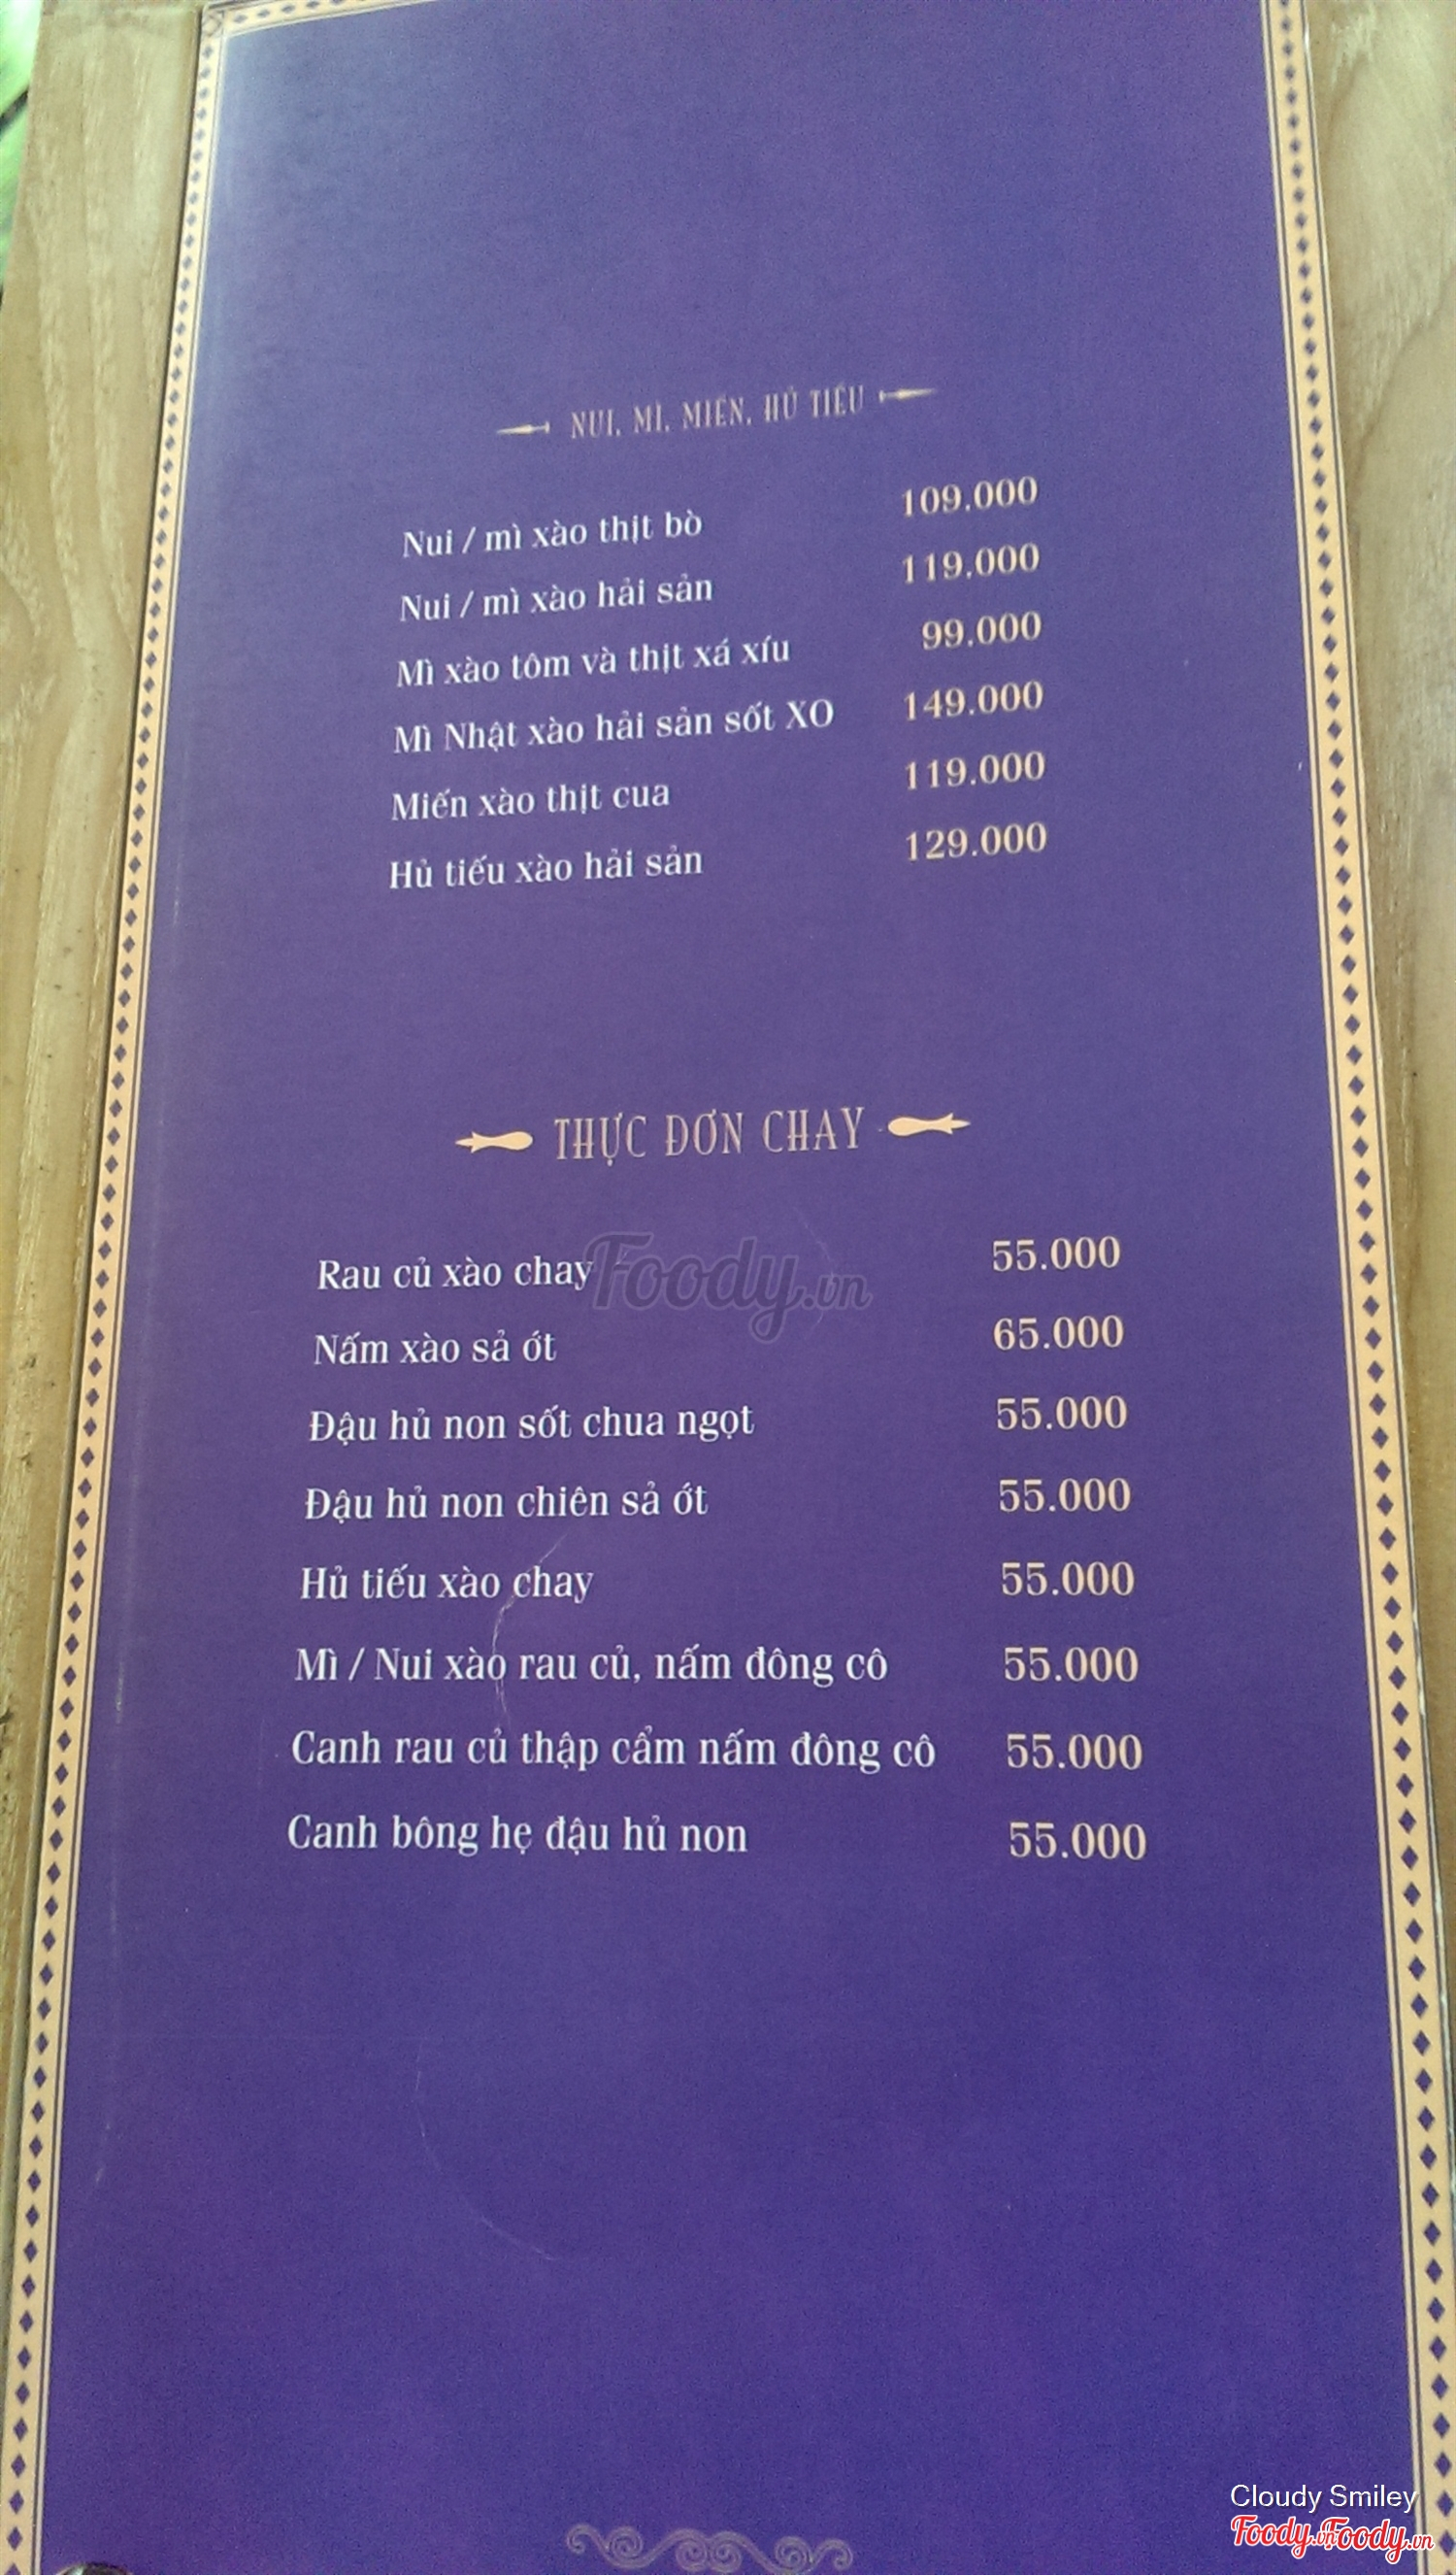 NUI, MÌ, MIẾN, HỦ TIẾU
Nui / mì xào thịt bò 109.000
Nui / mì xào hải sản 119.000
Mì xào tôm và thịt xá xíu 99.000
Mì Nhật xào hải sản sốt XO 149.000
Miến xào thịt cua 119.000
Hủ tiếu xào hải sản 129.000
THỰC ĐƠN CHAY
Rau củ xào chay 55.000
Foody.vn
Nấm xào sả ớt 65.000
Đậu hủ non sốt chua ngọt 55.000
Đậu hủ non chiên sả ớt 55.000
Hủ tiếu xào chay 55.000
Mì / Nui xào rau củ, nấm đông cô 55.000
Canh rau củ thập cẩm nấm đông cô 55.000
Canh bông hẹ đậu hủ non 55.000
Cloudy Smiley
Foody.vn Foody.vn